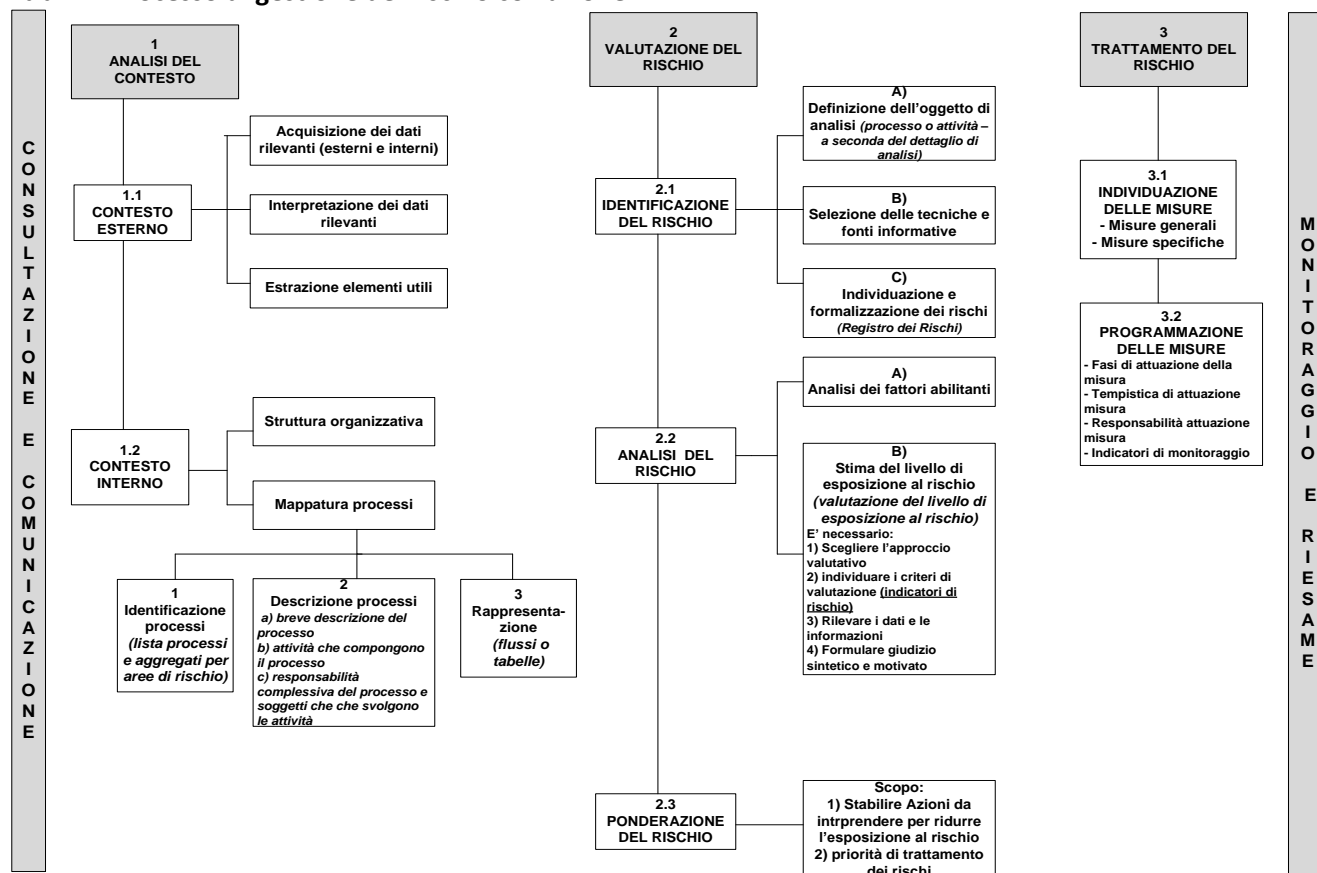 CONSULTAZIONE E COMUNICAZIONE
1
ANALISI DEL
CONTESTO
1.1
CONTESTO
ESTERNO
Acquisizione dei dati
rilevanti (esterni e interni)
Interpretazione dei dati
rilevanti
Estrazione elementi utili
1.2
CONTESTO
INTERNO
Struttura organizzativa
Mappatura processi
1
Identificazione
processi
(lista processi
e aggregati per
aree di rischio)
2
Descrizione processi
a) breve descrizione del
processo
b) attività che compongono
il processo
c) responsabilità
complessiva del processo e
soggetti che che svolgono
le attività
3
Rappresenta-
zione
(flussi o
tabelle)
2
VALUTAZIONE DEL
RISCHIO
2.1
IDENTIFICAZIONE
DEL RISCHIO
A)
Definizione dell'oggetto di
analisi (processo o attività –
a seconda del dettaglio di
analisi)
B)
Selezione delle tecniche e
fonti informative
C)
Individuazione e
formalizzazione dei rischi
(Registro dei Rischi)
2.2
ANALISI DEL
RISCHIO
A)
Analisi dei fattori abilitanti
B)
Stima del livello di
esposizione al rischio
(valutazione del livello di
esposizione al rischio)
E' necessario:
1) Scegliere l'approccio
valutativo
2) individuare i criteri di
valutazione (indicatori di
rischio)
3) Rilevare i dati e le
informazioni
4) Formulare giudizio
sintetico e motivato
2.3
PONDERAZIONE
DEL RISCHIO
Scopo:
1) Stabilire Azioni da
intrprendere per ridurre
l'esposizione al rischio
2) priorità di trattamento
dei rischi
3
TRATTAMENTO DEL
RISCHIO
3.1
INDIVIDUAZIONE
DELLE MISURE
- Misure generali
- Misure specifiche
3.2
PROGRAMMAZIONE
DELLE MISURE
- Fasi di attuazione della
misura
- Tempistica di attuazione
misura
- Responsabilità attuazione
misura
- Indicatori di monitoraggio
MONITORAGGIO E RIESAME